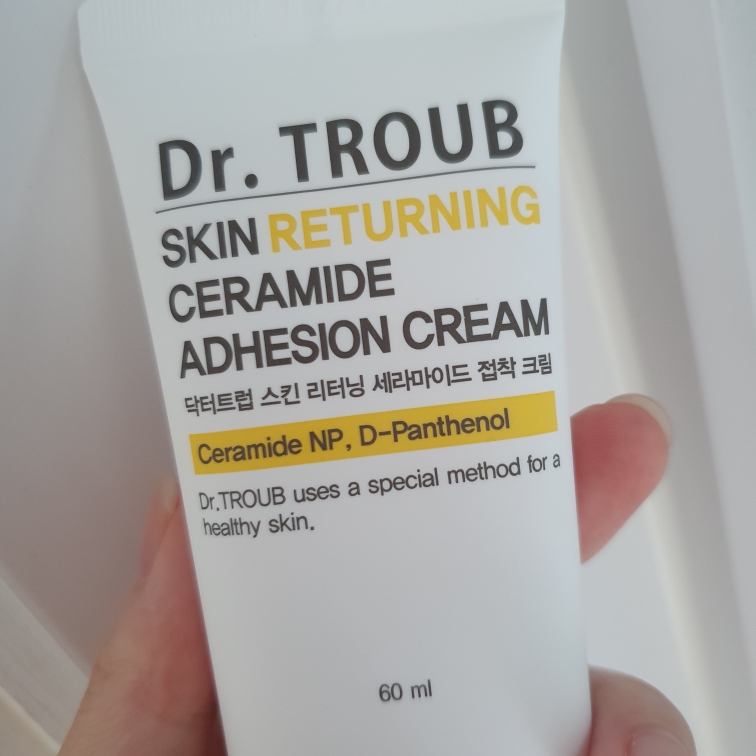 Dr. TROUB
SKIN RETURNING
CERAMIDE
ADHESION CREAM
닥터트럽 스킨 리터닝 세라마이드 접착 크림
Ceramide NP, D-Panthenol
Dr.TROUB uses a special method for a
healthy skin.
60 ml